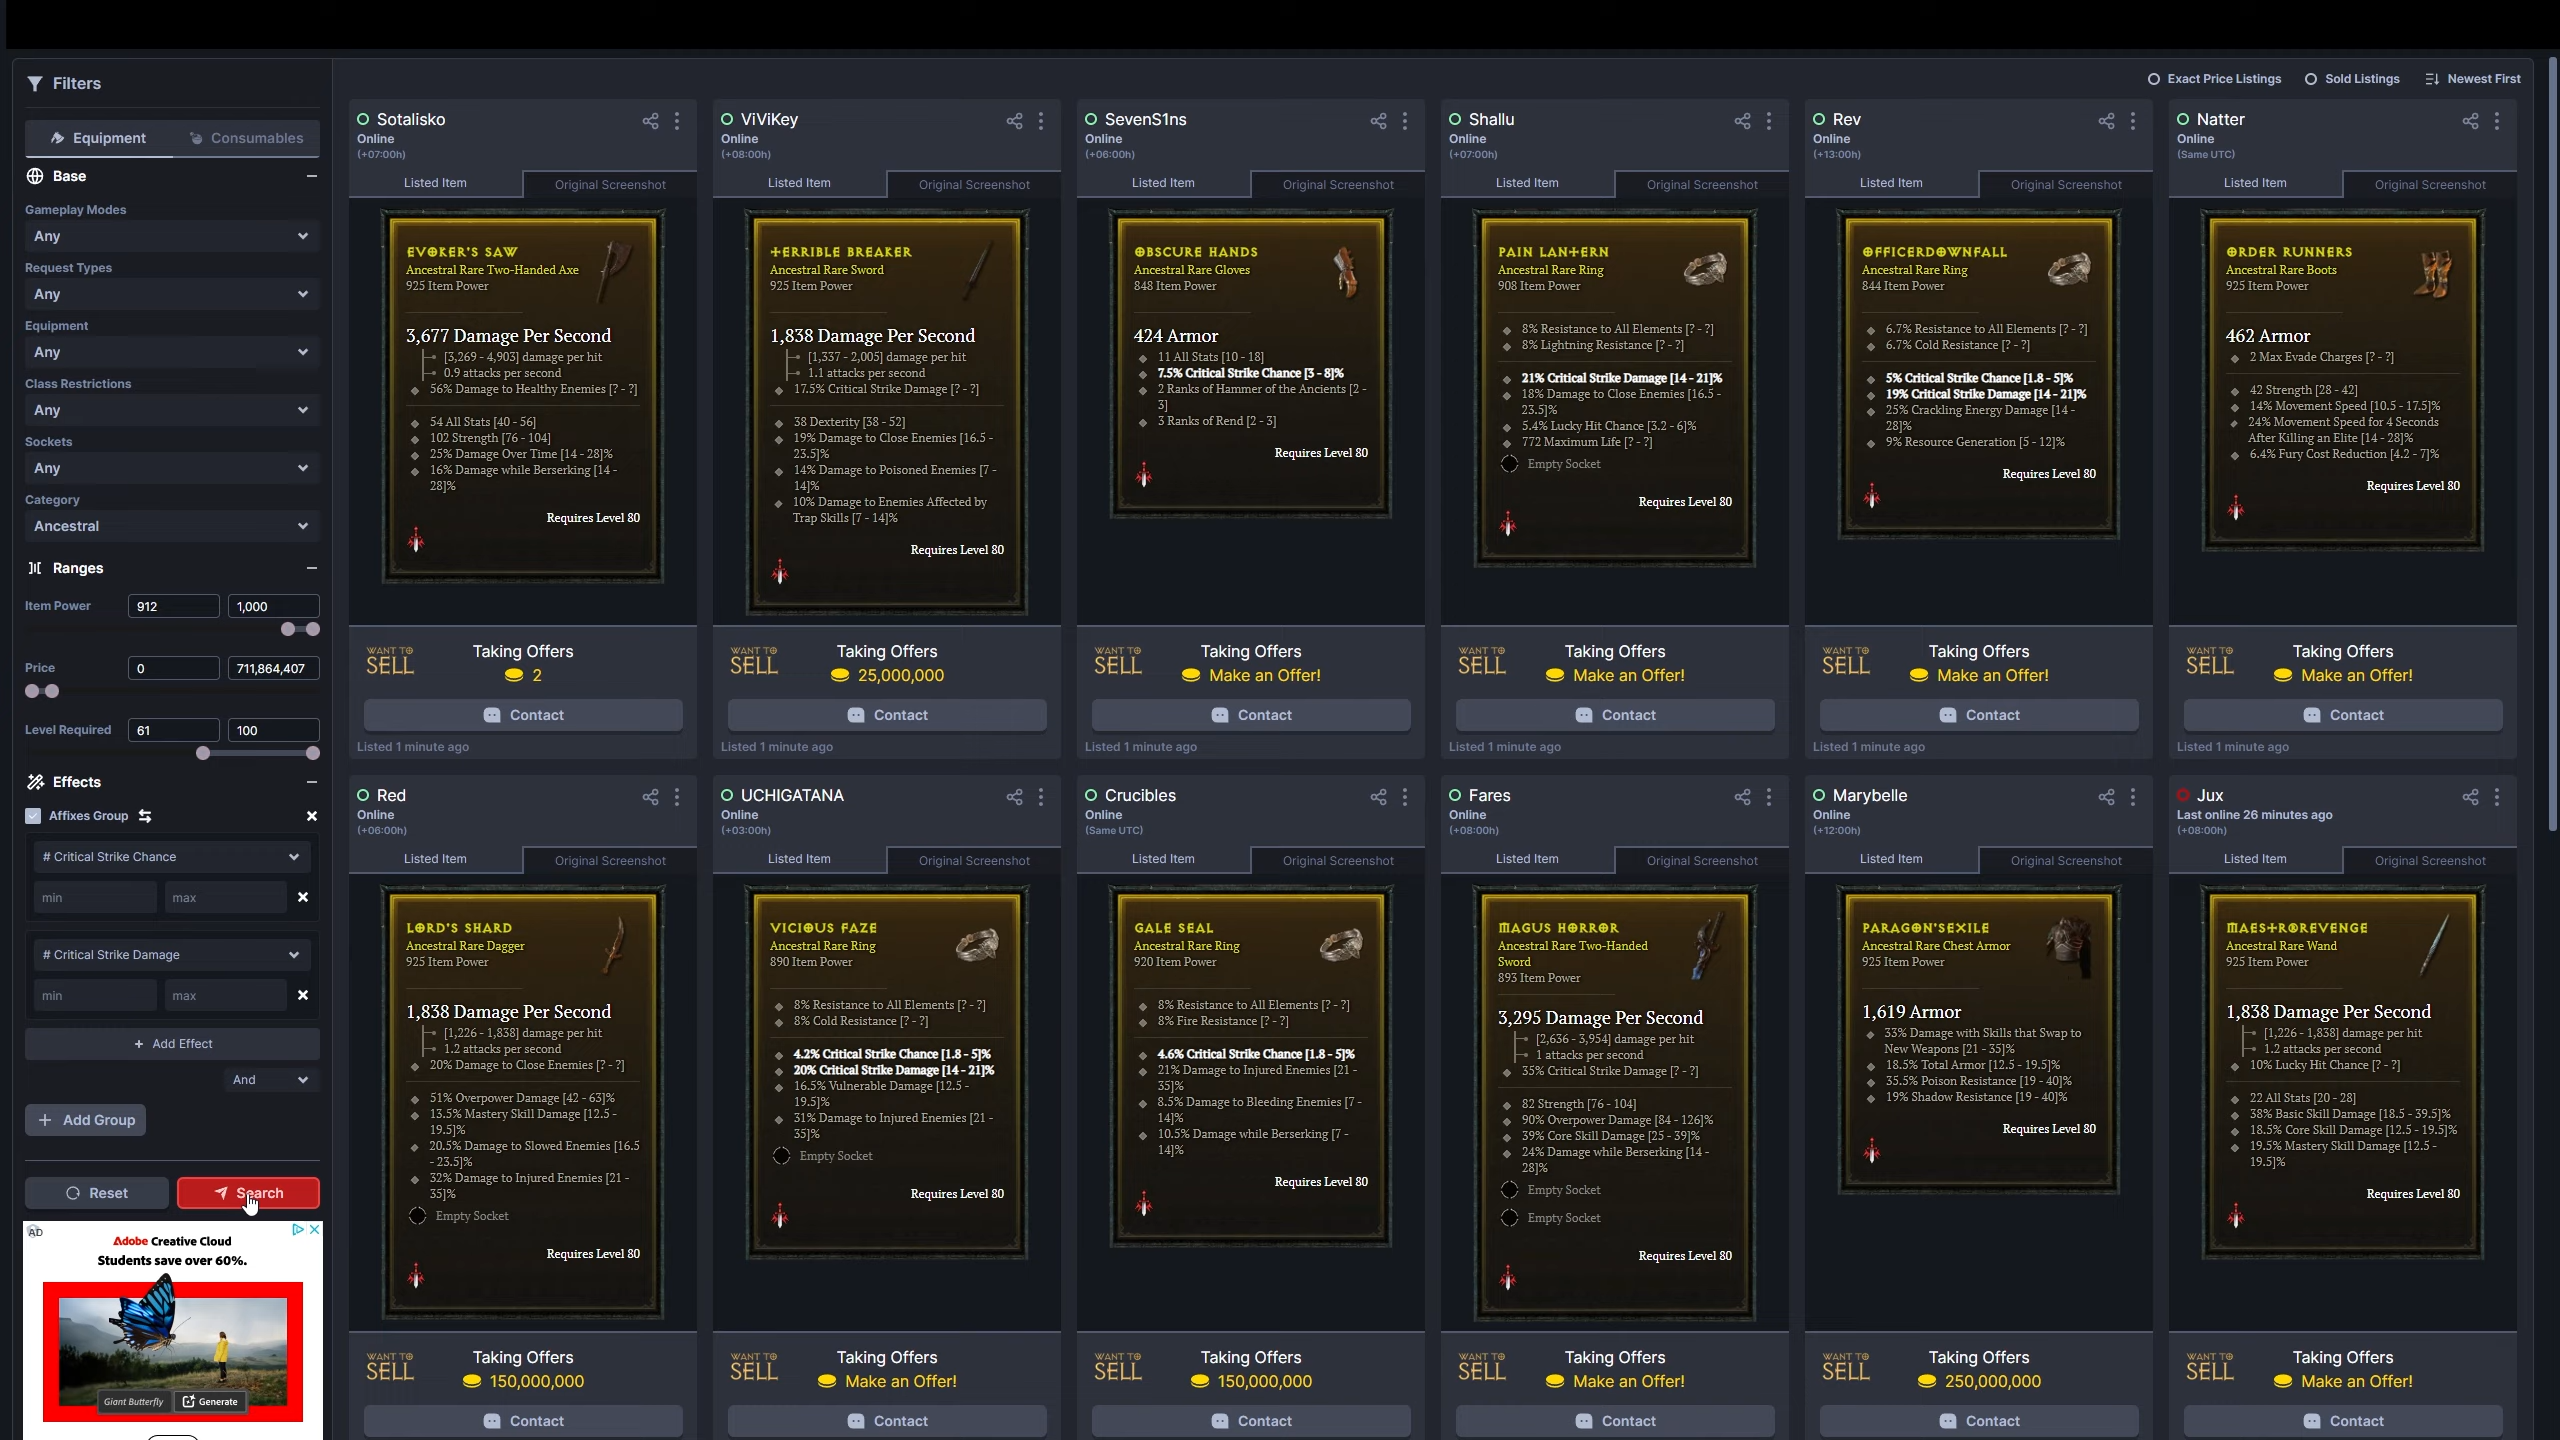 Filters
Equipment
Consumables
Base
Gameplay Modes
Any
Request Types
Any
Equipment
Any
Class Restrictions
Any
Sockets
Any
Category
Ancestral
Ranges
Item Power
912
1,000
Price
0
711,864,407
Level Required
61
100
Effects
Affixes Group
# Critical Strike Chance
min
max
# Critical Strike Damage
min
max
+ Add Effect
And
+ Add Group
Reset
Search
AD
Adobe Creative Cloud
Students save over 60%.
Giant Butterfly
Generate
Exact Price Listings
Sold Listings
Newest First
Sotalisko
Online
(+07:00h)
Listed Item
Original Screenshot
EVOKER'S SAW
Ancestral Rare Two-Handed Axe
925 Item Power
3,677 Damage Per Second
[3,269 - 4,903] damage per hit
0.9 attacks per second
56% Damage to Healthy Enemies [? - ?]
54 All Stats [40 - 56]
102 Strength [76 - 104]
25% Damage Over Time [14 - 28]%
16% Damage while Berserking [14 -
28]%
Requires Level 80
WANT TO
SELL
Taking Offers
2
Contact
Listed 1 minute ago
ViViKey
Online
(+08:00h)
Listed Item
Original Screenshot
TERRIBLE BREAKER
Ancestral Rare Sword
925 Item Power
1,838 Damage Per Second
[1,337 - 2,005] damage per hit
1.1 attacks per second
17.5% Critical Strike Damage [? - ?]
38 Dexterity [38 - 52]
19% Damage to Close Enemies [16.5 -
23.5]%
14% Damage to Poisoned Enemies [7 -
14]%
10% Damage to Enemies Affected by
Trap Skills [7 - 14]%
Requires Level 80
WANT TO
SELL
Taking Offers
25,000,000
Contact
Listed 1 minute ago
SevenS1ns
Online
(+06:00h)
Listed Item
Original Screenshot
OBSCURE HANDS
Ancestral Rare Gloves
848 Item Power
424 Armor
11 All Stats [10 - 18]
7.5% Critical Strike Chance [3 - 8]%
2 Ranks of Hammer of the Ancients [2 -
3]
3 Ranks of Rend [2 - 3]
Requires Level 80
WANT TO
SELL
Taking Offers
Make an Offer!
Contact
Listed 1 minute ago
Shallu
Online
(+07:00h)
Listed Item
Original Screenshot
PAIN LANTERN
Ancestral Rare Ring
908 Item Power
8% Resistance to All Elements [? - ?]
8% Lightning Resistance [? - ?]
21% Critical Strike Damage [14 - 21]%
18% Damage to Close Enemies [16.5 -
23.5]%
5.4% Lucky Hit Chance [3.2 - 6]%
772 Maximum Life [? - ?]
Empty Socket
Requires Level 80
WANT TO
SELL
Taking Offers
Make an Offer!
Contact
Listed 1 minute ago
Rev
Online
(+13:00h)
Listed Item
Original Screenshot
OFFICERDOWNFALL
Ancestral Rare Ring
844 Item Power
6.7% Resistance to All Elements [? - ?]
6.7% Cold Resistance [? - ?]
5% Critical Strike Chance [1.8 - 5]%
19% Critical Strike Damage [14 - 21]%
25% Crackling Energy Damage [14 -
28]%
9% Resource Generation [5 - 12]%
Requires Level 80
WANT TO
SELL
Taking Offers
Make an Offer!
Contact
Listed 1 minute ago
Natter
Online
(Same UTC)
Listed Item
Original Screenshot
ORDER RUNNERS
Ancestral Rare Boots
925 Item Power
462 Armor
2 Max Evade Charges [? - ?]
42 Strength [28 - 42]
14% Movement Speed [10.5 - 17.5]%
24% Movement Speed for 4 Seconds
After Killing an Elite [14 - 28]%
6.4% Fury Cost Reduction [4.2 - 7]%
Requires Level 80
WANT TO
SELL
Taking Offers
Make an Offer!
Contact
Listed 1 minute ago
Red
Online
(+06:00h)
Listed Item
Original Screenshot
LORD'S SHARD
Ancestral Rare Dagger
925 Item Power
1,838 Damage Per Second
[1,226 - 1,838] damage per hit
1.2 attacks per second
20% Damage to Close Enemies [? - ?]
51% Overpower Damage [42 - 63]%
13.5% Mastery Skill Damage [12.5 -
19.5]%
20.5% Damage to Slowed Enemies [16.5
- 23.5]%
32% Damage to Injured Enemies [21 -
35]%
Empty Socket
Requires Level 80
WANT TO
SELL
Taking Offers
150,000,000
Contact
UCHIGATANA
Online
(+03:00h)
Listed Item
Original Screenshot
VICIOUS FAZE
Ancestral Rare Ring
890 Item Power
8% Resistance to All Elements [? - ?]
8% Cold Resistance [? - ?]
4.2% Critical Strike Chance [1.8 - 5]%
20% Critical Strike Damage [14 - 21]%
16.5% Vulnerable Damage [12.5 -
19.5]%
31% Damage to Injured Enemies [21 -
35]%
Empty Socket
Requires Level 80
WANT TO
SELL
Taking Offers
Make an Offer!
Contact
Crucibles
Online
(Same UTC)
Listed Item
Original Screenshot
GALE SEAL
Ancestral Rare Ring
920 Item Power
8% Resistance to All Elements [? - ?]
8% Fire Resistance [? - ?]
4.6% Critical Strike Chance [1.8 - 5]%
21% Damage to Injured Enemies [21 -
35]%
8.5% Damage to Bleeding Enemies [7 -
14]%
10.5% Damage while Berserking [7 -
14]%
Requires Level 80
WANT TO
SELL
Taking Offers
150,000,000
Contact
Fares
Online
(+08:00h)
Listed Item
Original Screenshot
MAGUS HORROR
Ancestral Rare Two-Handed
Sword
893 Item Power
3,295 Damage Per Second
[2,636 - 3,954] damage per hit
1 attacks per second
35% Critical Strike Damage [? - ?]
82 Strength [76 - 104]
90% Overpower Damage [84 - 126]%
39% Core Skill Damage [25 - 39]%
24% Damage while Berserking [14 -
28]%
Empty Socket
Empty Socket
Requires Level 80
WANT TO
SELL
Taking Offers
Make an Offer!
Contact
Marybelle
Online
(+12:00h)
Listed Item
Original Screenshot
PARAGON'SEXILE
Ancestral Rare Chest Armor
925 Item Power
1,619 Armor
33% Damage with Skills that Swap to
New Weapons [21 - 35]%
18.5% Total Armor [12.5 - 19.5]%
35.5% Poison Resistance [19 - 40]%
19% Shadow Resistance [19 - 40]%
Requires Level 80
WANT TO
SELL
Taking Offers
250,000,000
Contact
Jux
Last online 26 minutes ago
(+08:00h)
Listed Item
Original Screenshot
MAESTROREVENGE
Ancestral Rare Wand
925 Item Power
1,838 Damage Per Second
[1,226 - 1,838] damage per hit
1.2 attacks per second
10% Lucky Hit Chance [? - ?]
22 All Stats [20 - 28]
38% Basic Skill Damage [18.5 - 39.5]%
18.5% Core Skill Damage [12.5 - 19.5]%
19.5% Mastery Skill Damage [12.5 -
19.5]%
Requires Level 80
WANT TO
SELL
Taking Offers
Make an Offer!
Contact